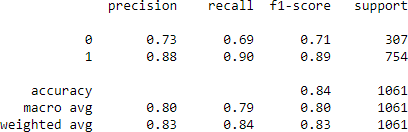 precision recall f1-score support
0 0.73 0.69 0.71 307
1 0.88 0.90 0.89 754
accuracy 0.84 1061
macro avg 0.80 0.79 0.80 1061
weighted avg 0.83 0.84 0.83 1061